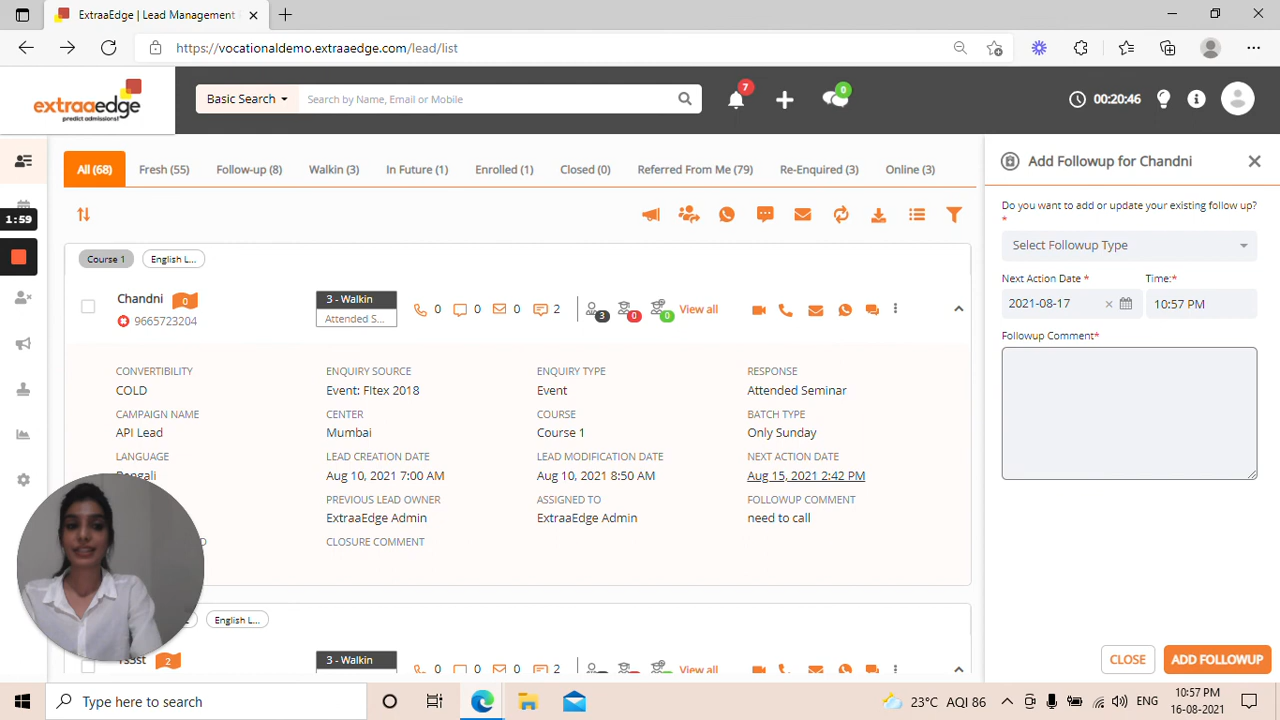 ExtraaEdge | Lead Management
https://vocationaldemo.extraaedge.com/lead/list
extraaedge
predict admissions!
Basic Search
Search by Name, Email or Mobile
7
0
00:20:46
All (68)
Fresh (55)
Follow-up (8)
Walkin (3)
In Future (1)
Enrolled (1)
Closed (0)
Referred From Me (79)
Re-Enquired (3)
Online (3)
1:59
Course 1
English L...
Chandni
0
9665723204
3 - Walkin
Attended S...
0
0
0
2
3
0
0
View all
CONVERTIBILITY
ENQUIRY SOURCE
ENQUIRY TYPE
RESPONSE
COLD
Event: FItex 2018
Event
Attended Seminar
CAMPAIGN NAME
CENTER
COURSE
BATCH TYPE
API Lead
Mumbai
Course 1
Only Sunday
LANGUAGE
LEAD CREATION DATE
LEAD MODIFICATION DATE
NEXT ACTION DATE
Bengali
Aug 10, 2021 7:00 AM
Aug 10, 2021 8:50 AM
Aug 15, 2021 2:42 PM
PREVIOUS LEAD OWNER
ASSIGNED TO
FOLLOWUP COMMENT
ExtraaEdge Admin
ExtraaEdge Admin
need to call
CLOSURE COMMENT
English L...
2
3 - Walkin
0
0
0
2
View all
Add Followup for Chandni
Do you want to add or update your existing follow up?
*
Select Followup Type
Next Action Date *
Time:*
2021-08-17
10:57 PM
Followup Comment*
CLOSE
ADD FOLLOWUP
Type here to search
23°C AQI 86
ENG
10:57 PM
16-08-2021